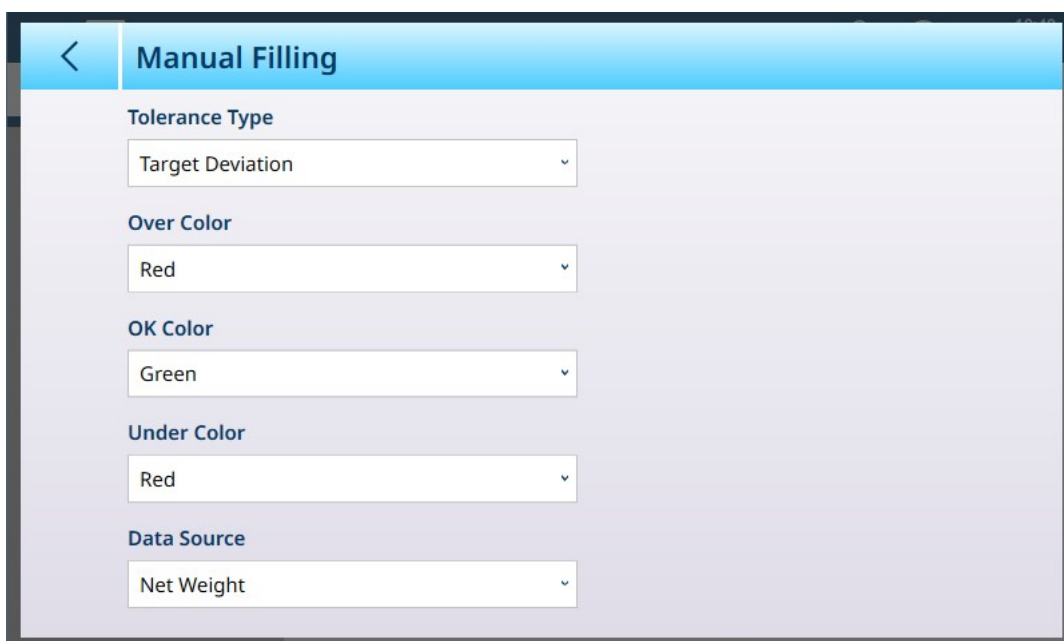 Manual Filling
Tolerance Type
Target Deviation
Over Color
Red
OK Color
Green
Under Color
Red
Data Source
Net Weight